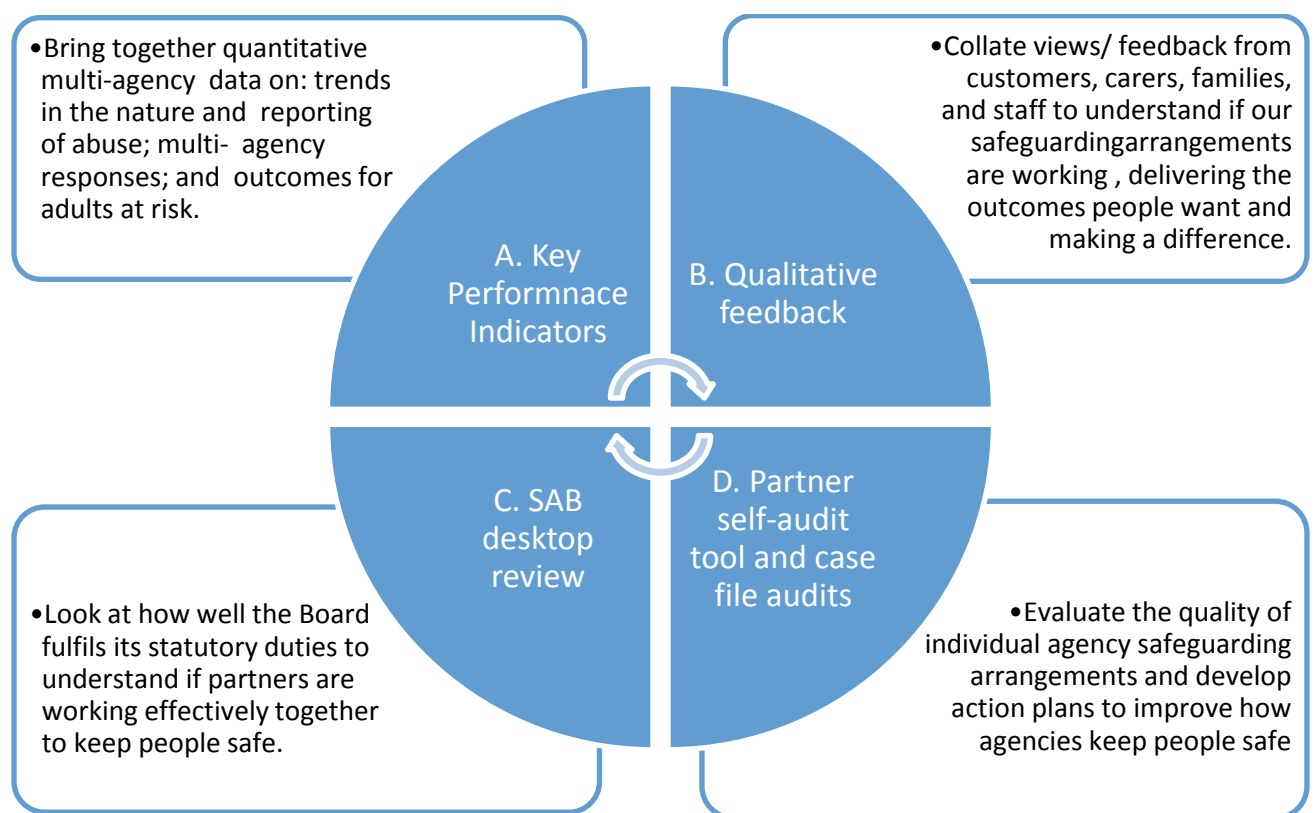 •Bring together quantitative
multi-agency data on: trends
in the nature and reporting
of abuse; multi- agency
responses; and outcomes for
adults at risk.
•Collate views/ feedback from
customers, carers, families,
and staff to understand if our
safeguardingarrangements
are working , delivering the
outcomes people want and
making a difference.
A. Key
Performnace
Indicators
B. Qualitative
feedback
C. SAB
desktop
review
D. Partner
self-audit
tool and case
file audits
•Look at how well the Board
fulfils its statutory duties to
understand if partners are
working effectively together
to keep people safe.
•Evaluate the quality of
individual agency safeguarding
arrangements and develop
action plans to improve how
agencies keep people safe